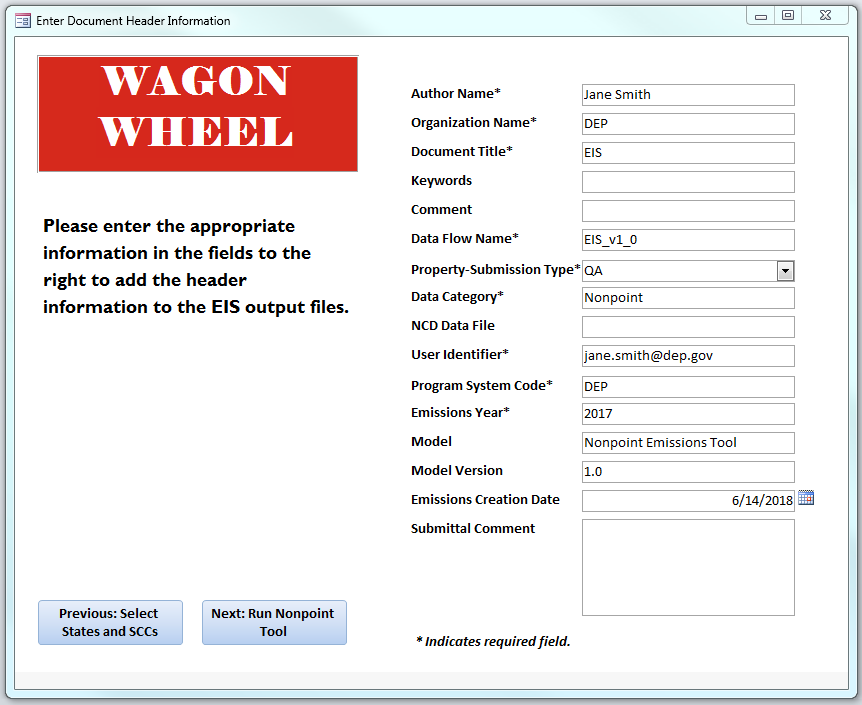 Enter Document Header Information
WAGON
WHEEL
Please enter the appropriate
information in the fields to the
right to add the header
information to the EIS output files.
Author Name* Jane Smith
Organization Name* DEP
Document Title* EIS
Keywords
Comment
Data Flow Name* EIS_v1_0
Property-Submission Type* QA
Data Category* Nonpoint
NCD Data File
User Identifier* jane.smith@dep.gov
Program System Code* DEP
Emissions Year* 2017
Model Nonpoint Emissions Tool
Model Version 1.0
Emissions Creation Date 6/14/2018
Submittal Comment
Previous: Select
States and SCCs
Next: Run Nonpoint
Tool
* Indicates required field.